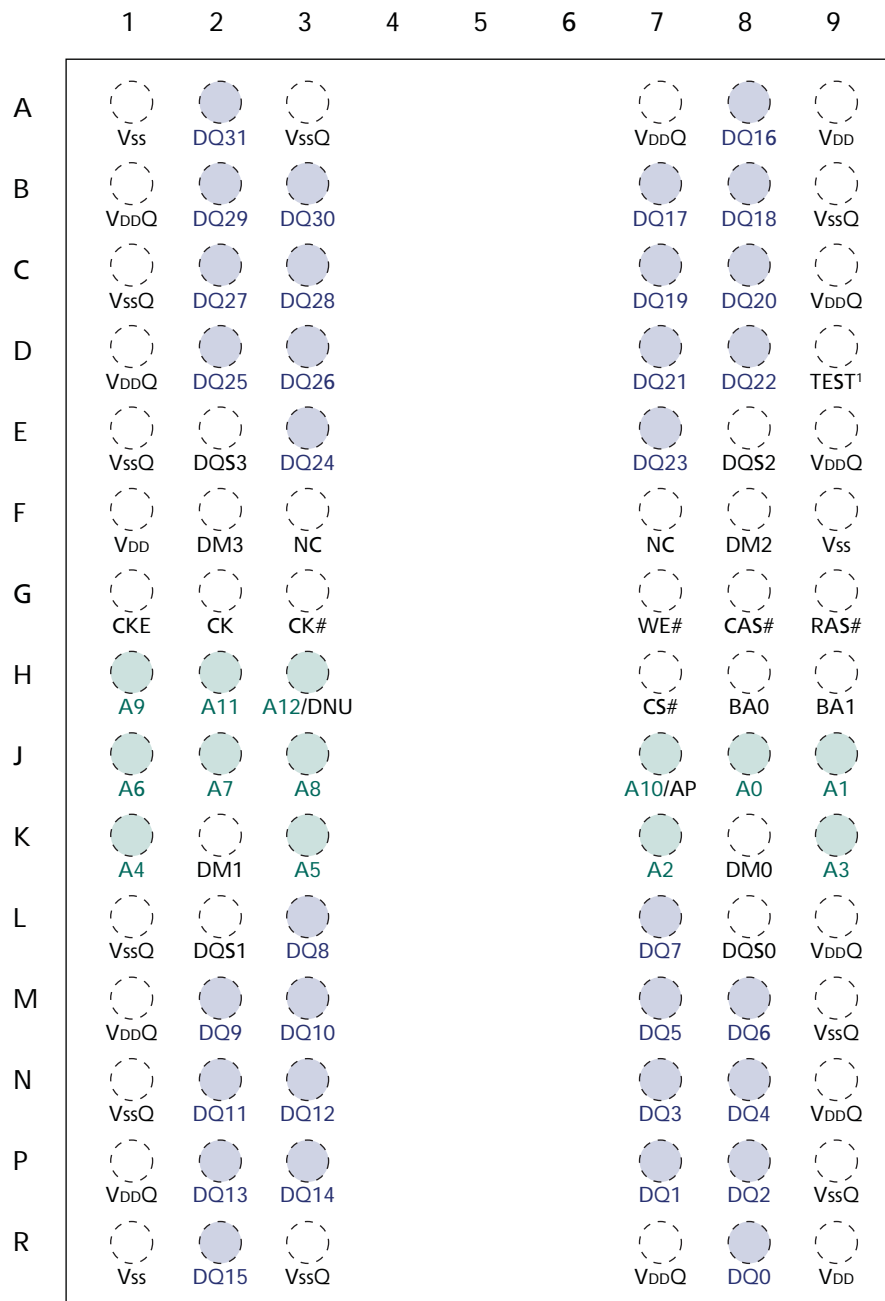 1 2 3 4 5 6 7 8 9
A
Vss DQ31 VssQ VDDQ DQ16 VDD
B
VDDQ DQ29 DQ30 DQ17 DQ18 VssQ
C
VssQ DQ27 DQ28 DQ19 DQ20 VDDQ
D
VDDQ DQ25 DQ26 DQ21 DQ22 TEST¹
E
VssQ DQS3 DQ24 DQ23 DQS2 VDDQ
F
VDD DM3 NC NC DM2 Vss
G
CKE CK CK# WE# CAS# RAS#
H
A9 A11 A12/DNU CS# BA0 BA1
J
A6 A7 A8 A10/AP A0 A1
K
A4 DM1 A5 A2 DM0 A3
L
VssQ DQS1 DQ8 DQ7 DQS0 VDDQ
M
VDDQ DQ9 DQ10 DQ5 DQ6 VssQ
N
VssQ DQ11 DQ12 DQ3 DQ4 VDDQ
P
VDDQ DQ13 DQ14 DQ1 DQ2 VssQ
R
Vss DQ15 VssQ VDDQ DQ0 VDD